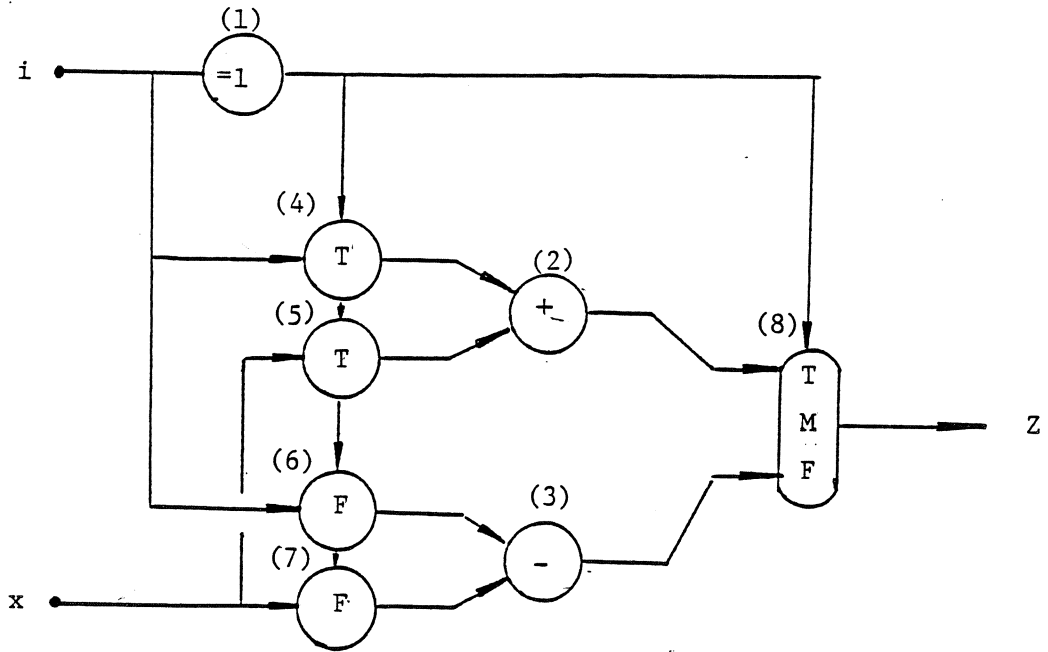 (1)
i
=1
(4)
T
(2)
+
(5)
(8)
T
T
M
Z
(6)
F
F
(3)
-
(7)
x
F